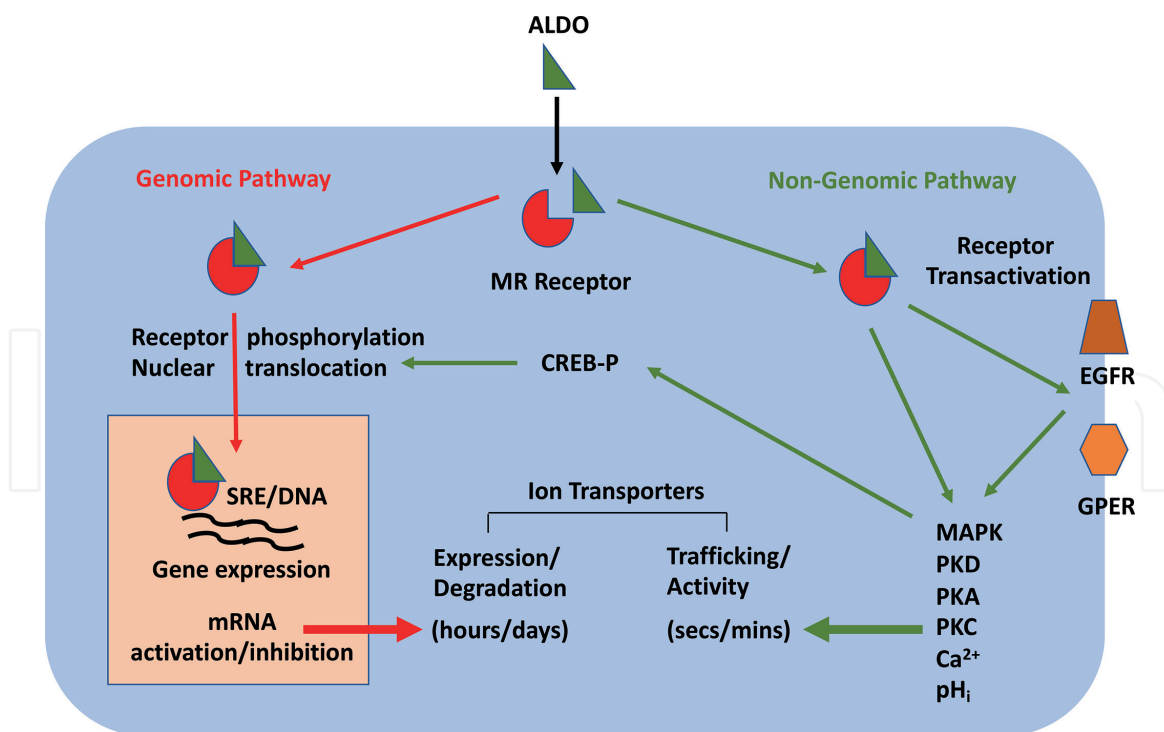 ALDO
Genomic Pathway
Non-Genomic Pathway
MR Receptor
Receptor
Transactivation
EGFR
GPER
Receptor phosphorylation
Nuclear translocation
CREB-P
SRE/DNA
Gene expression
mRNA
activation/inhibition
Ion Transporters
Expression/
Degradation
(hours/days)
Trafficking/
Activity
(secs/mins)
MAPK
PKD
PKA
PKC
Ca²⁺
pHᵢ